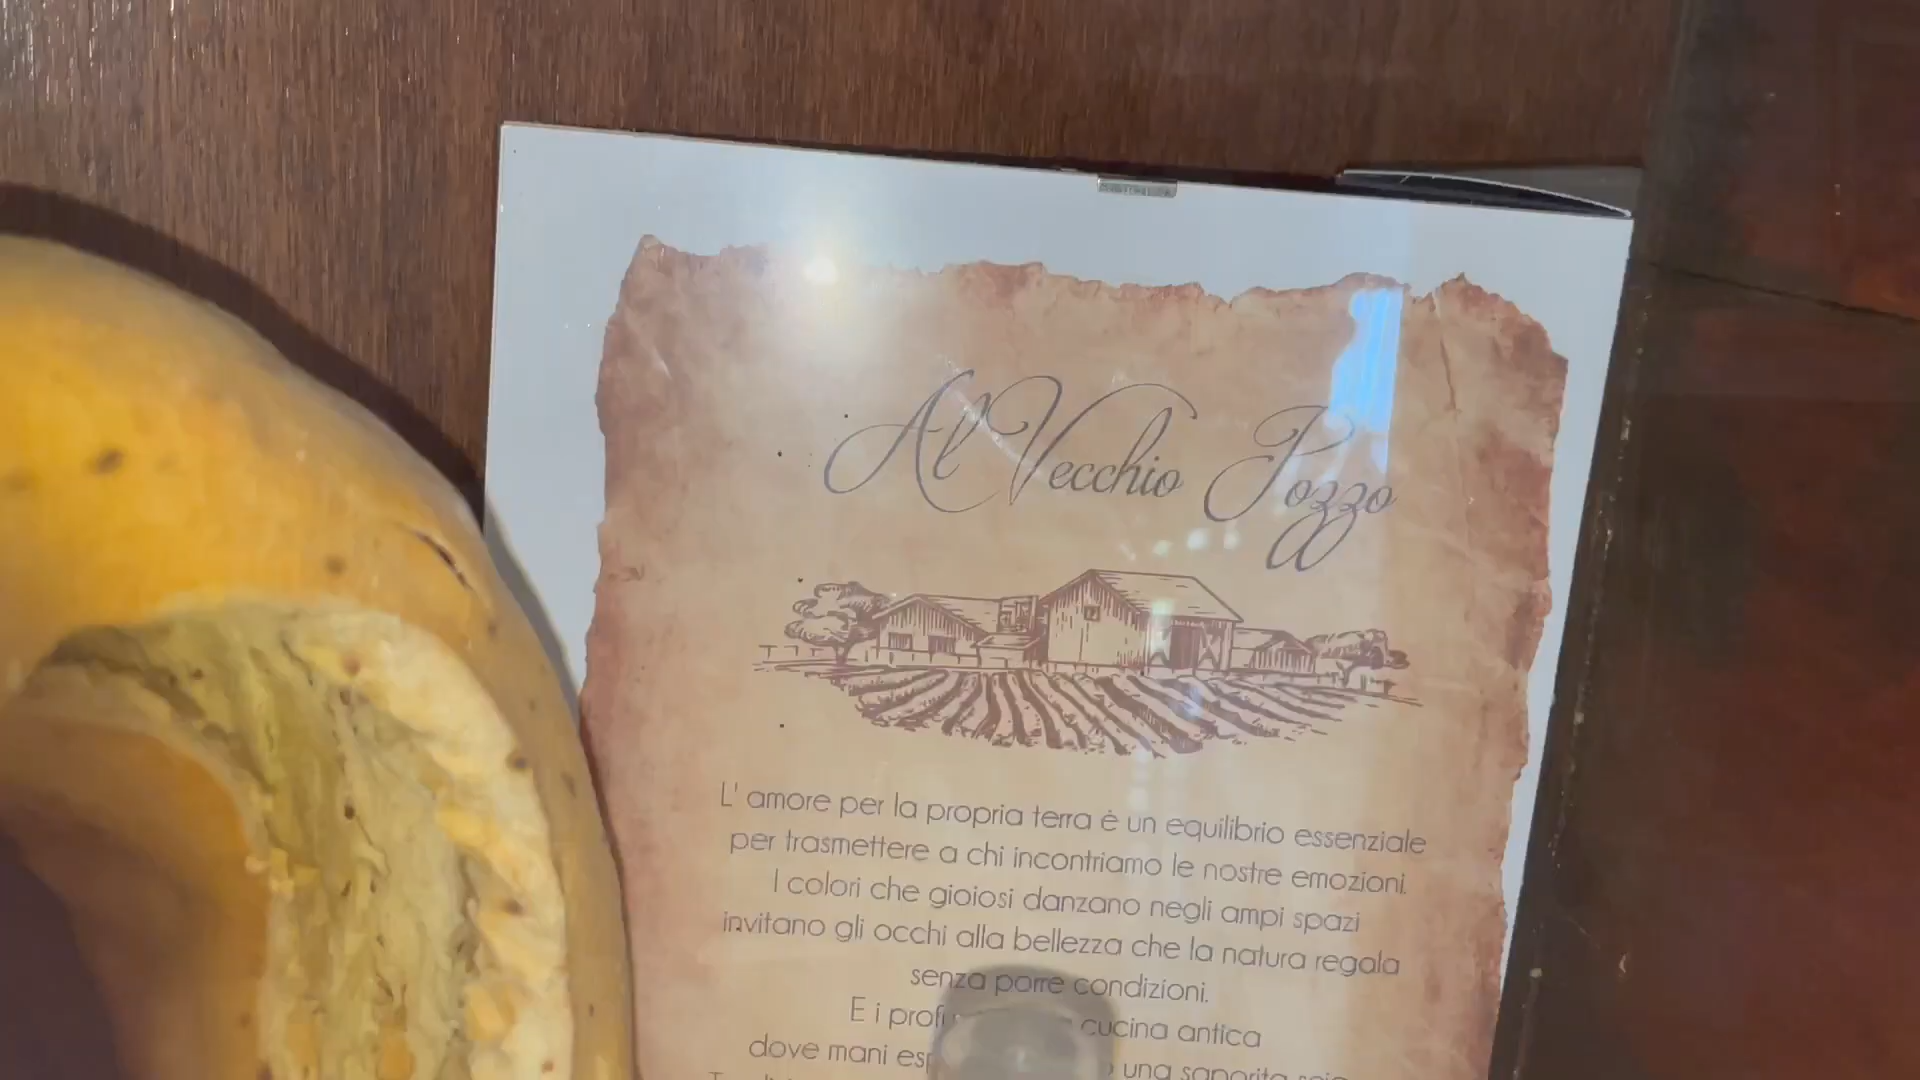 Al Vecchio Pozzo
L' amore per la propria terra è un equilibrio essenziale
per trasmettere a chi incontriamo le nostre emozioni.
I colori che gioiosi danzano negli ampi spazi
invitano gli occhi alla bellezza che la natura regala
senza porre condizioni.
E i cucina antica
dove mani una saporita